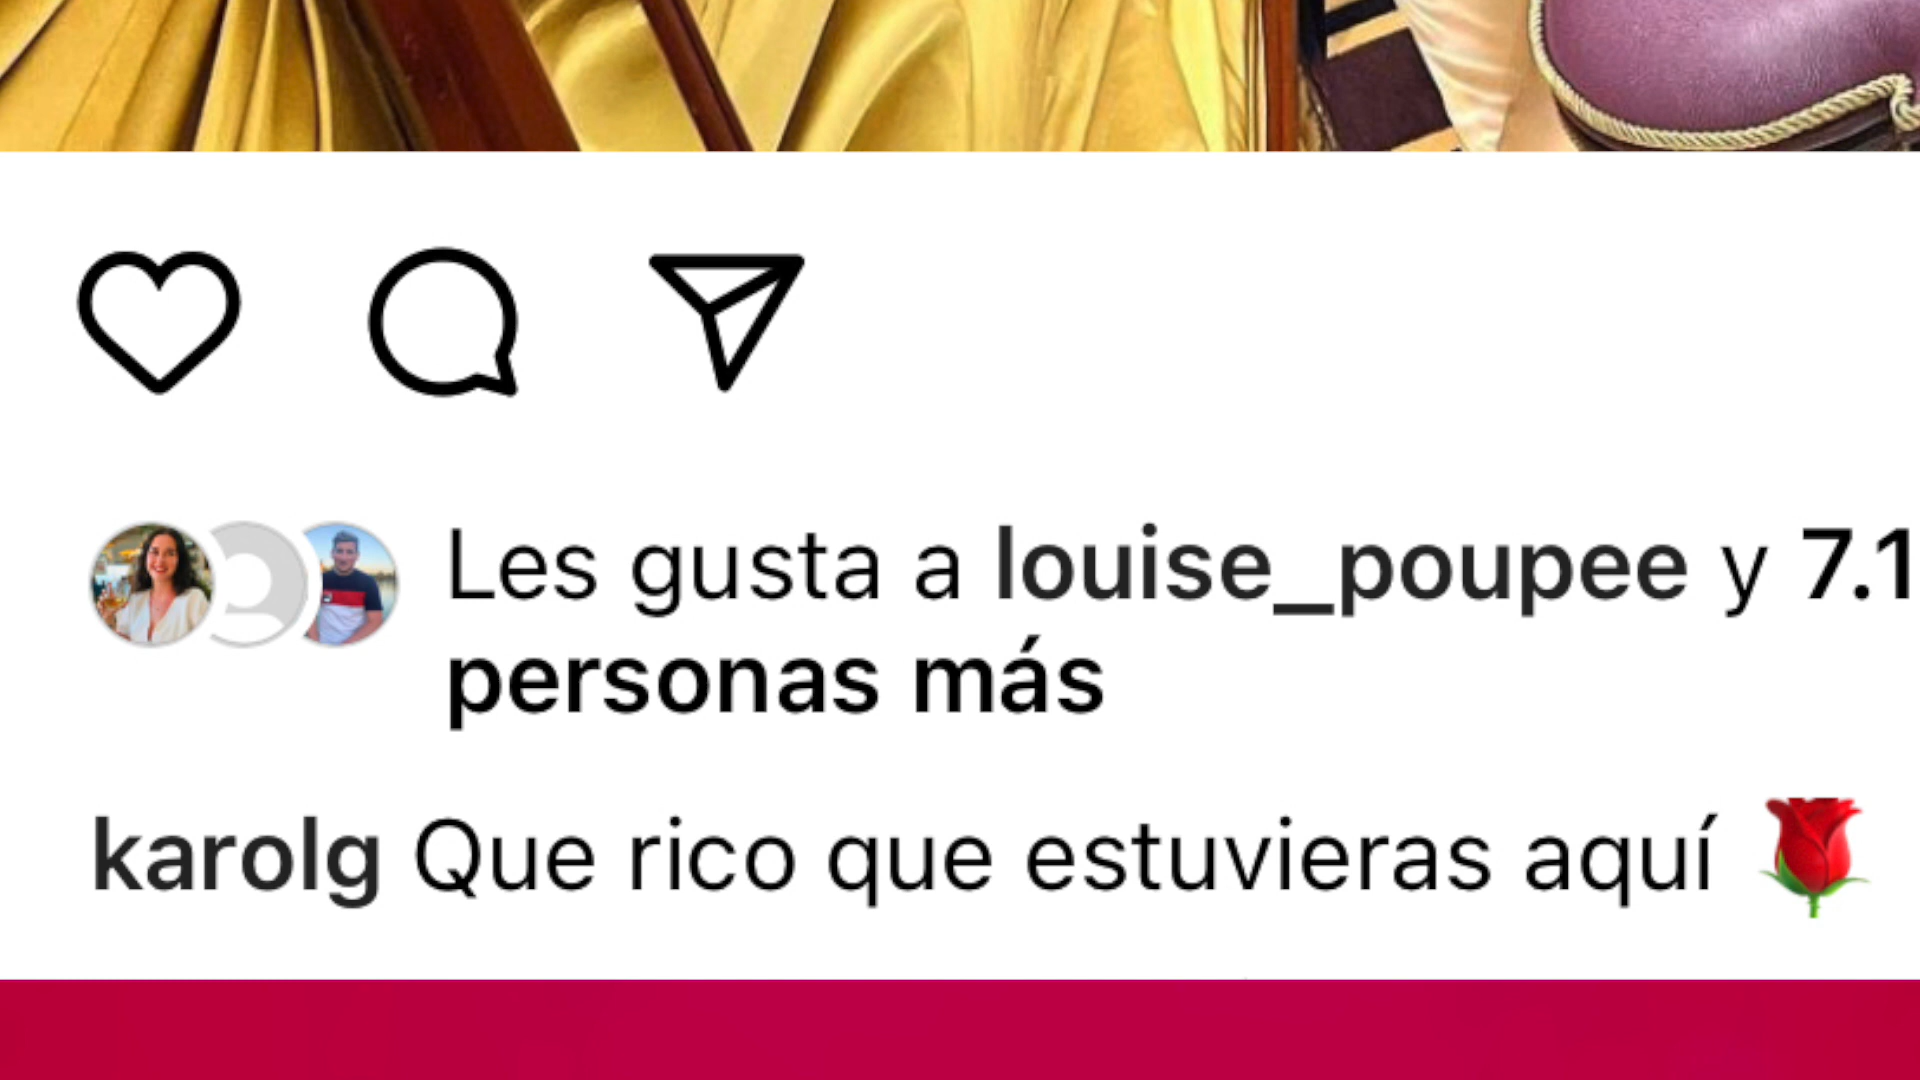 Les gusta a louise_poupee y 7.1
personas más
karolg Que rico que estuvieras aquí 🌹